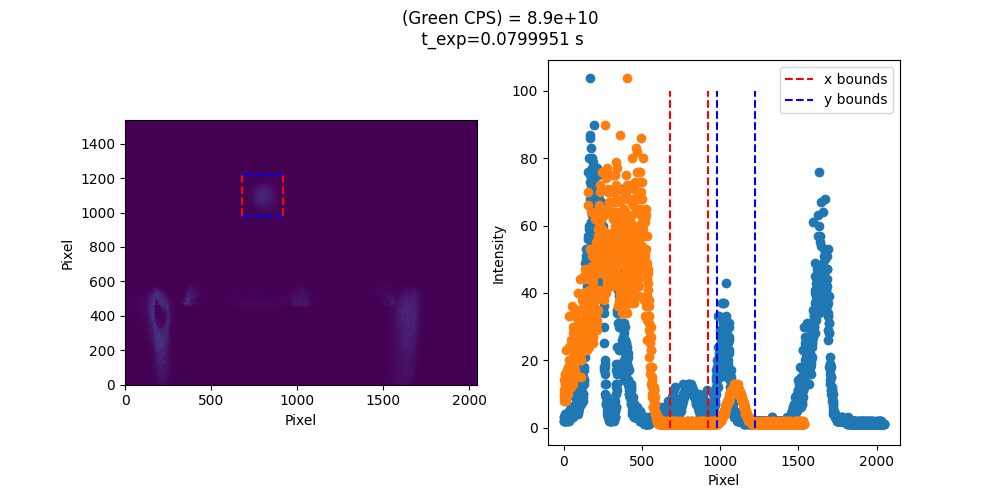 (Green CPS) = 8.9e+10
t_exp=0.0799951 s
1400
1200
1000
800
600
400
200
0
Pixel
0 500 1000 1500 2000
Pixel
100
80
60
40
20
0
Intensity
0 500 1000 1500 2000
Pixel
x bounds
y bounds